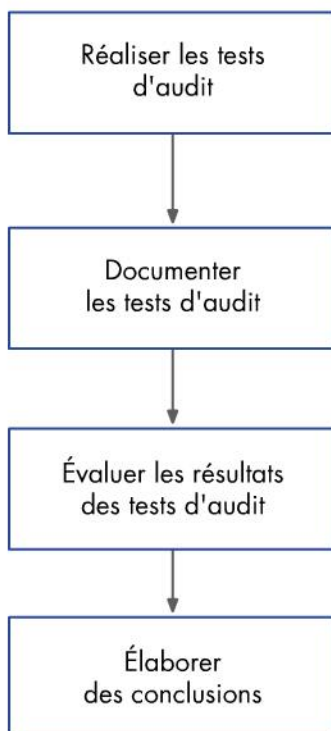 Réaliser les tests
d'audit
Documenter
les tests d'audit
Évaluer les résultats
des tests d'audit
Élaborer
des conclusions